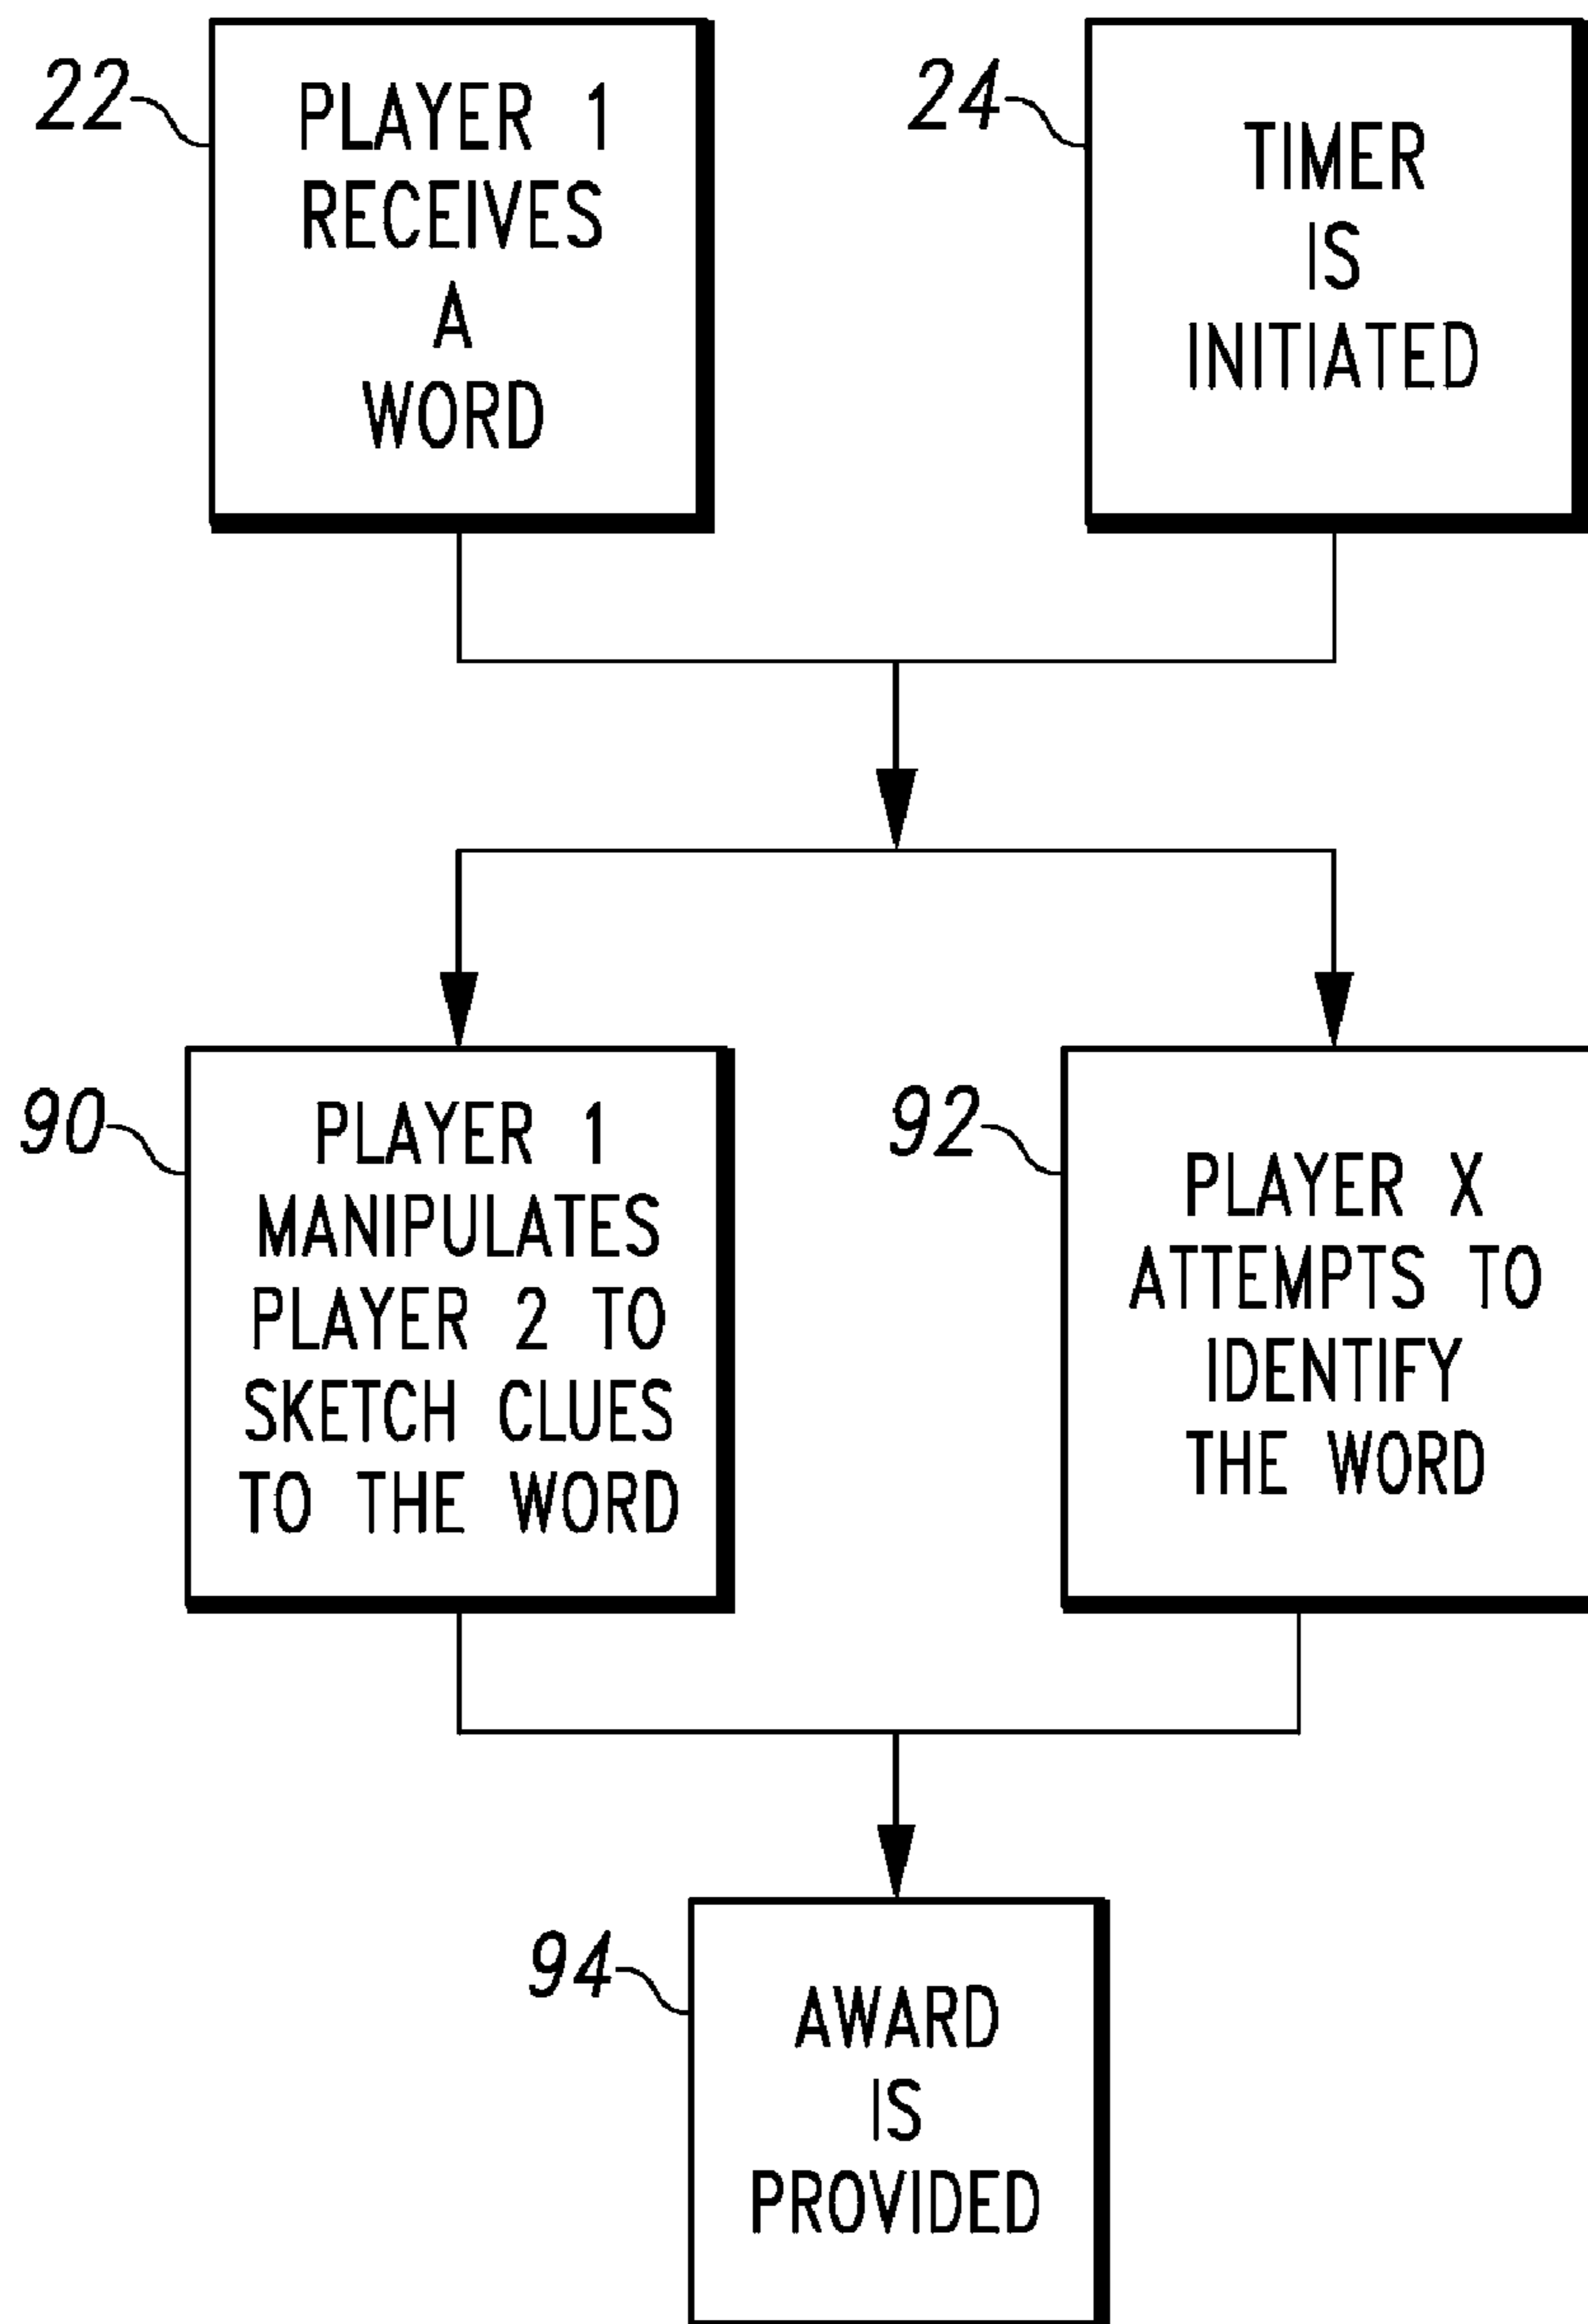 22
PLAYER 1
RECEIVES
A
WORD
24
TIMER
IS
INITIATED
90
PLAYER 1
MANIPULATES
PLAYER 2 TO
SKETCH CLUES
TO THE WORD
92
PLAYER X
ATTEMPTS TO
IDENTIFY
THE WORD
94
AWARD
IS
PROVIDED